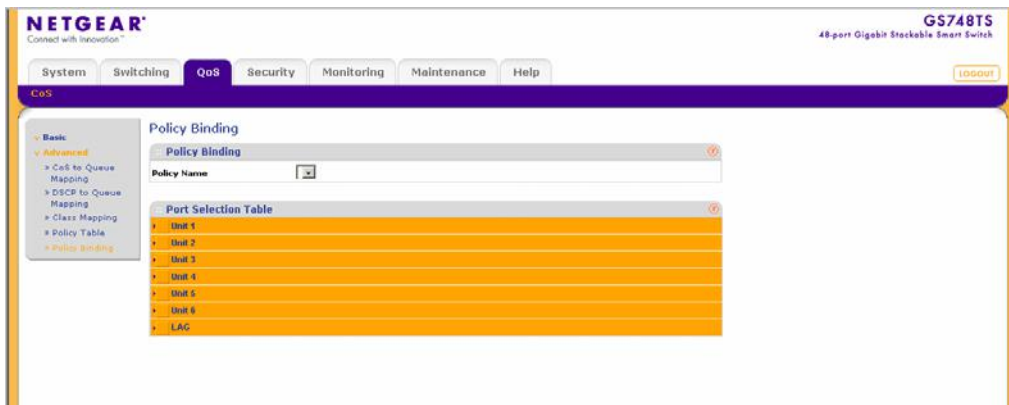 NETGEAR®
Connect with Innovation™
GS748TS
48-port Gigabit Stackable Smart Switch
System
Switching
QoS
Security
Monitoring
Maintenance
Help
LOGOUT
CoS
Basic
Advanced
» CoS to Queue
Mapping
» DSCP to Queue
Mapping
» Class Mapping
» Policy Table
» Policy Binding
Policy Binding
Policy Binding
Policy Name
Port Selection Table
Unit 1
Unit 2
Unit 3
Unit 4
Unit 5
Unit 6
LAG